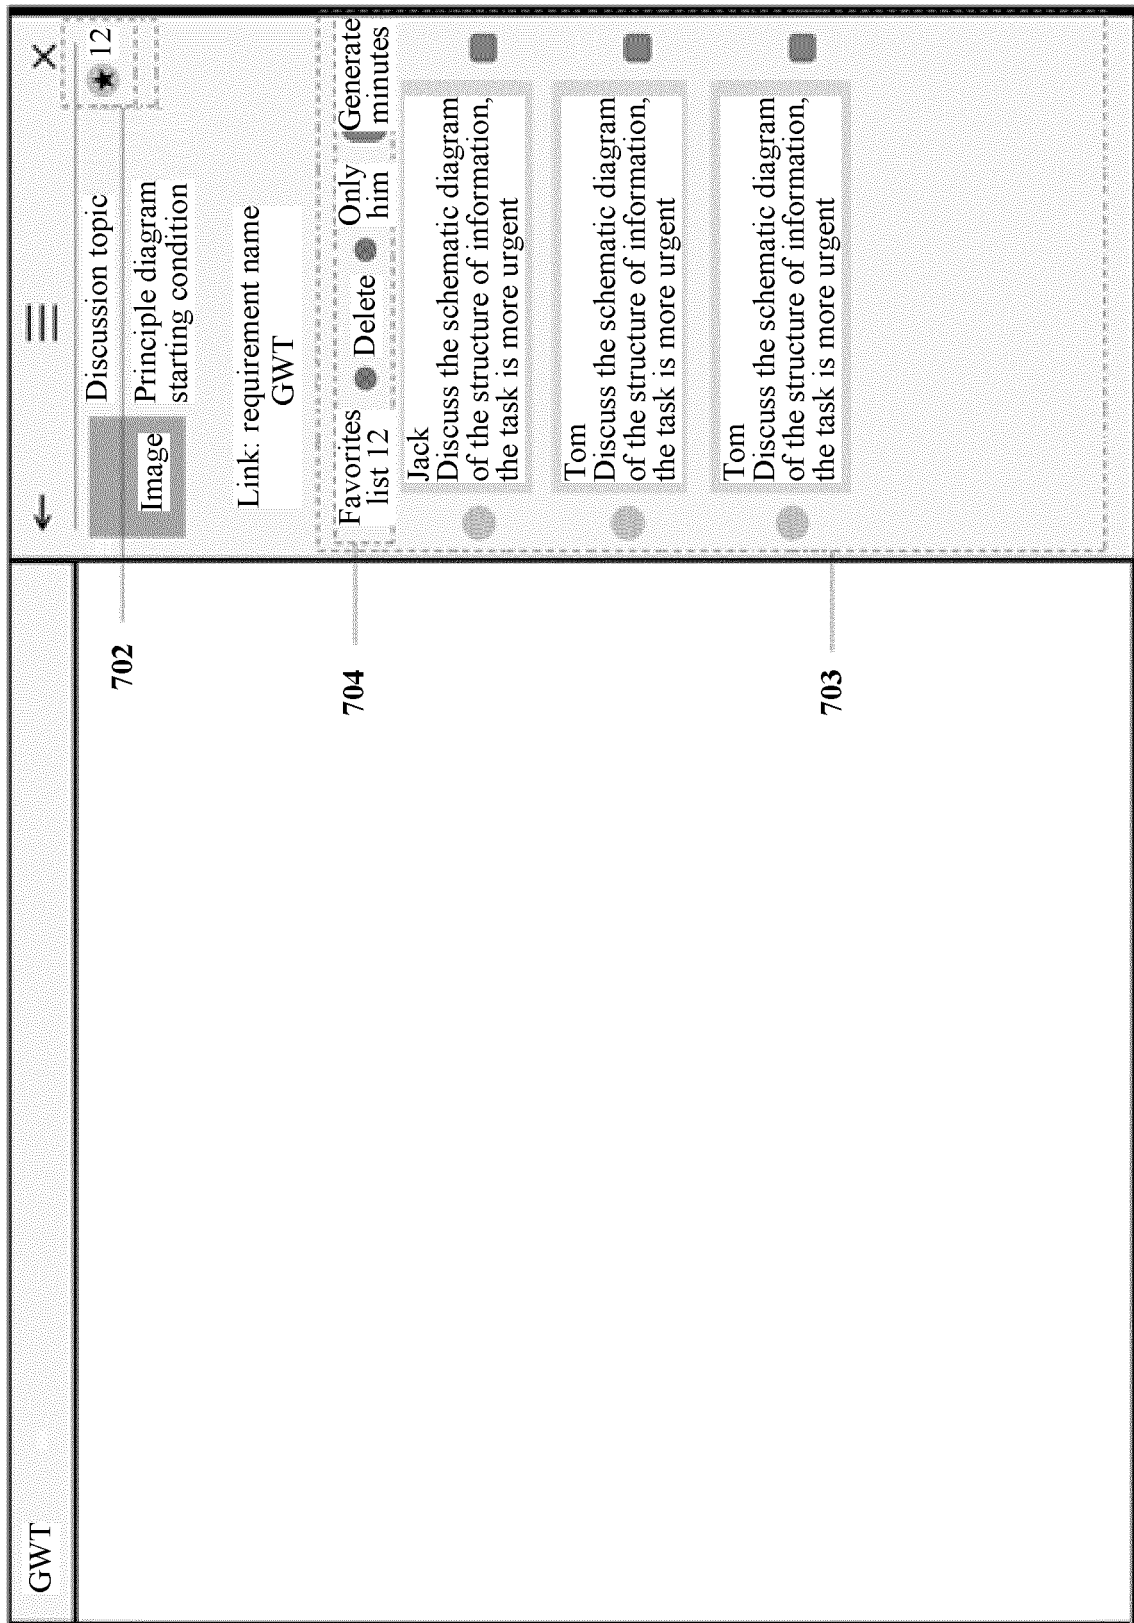 GWT
×
Discussion topic
★ 12
Image
Principle diagram
starting condition
Link: requirement name
GWT
702
Favorites
list 12
Delete
Only
him
Generate
minutes
704
Jack
Discuss the schematic diagram
of the structure of information,
the task is more urgent
Tom
Discuss the schematic diagram
of the structure of information,
the task is more urgent
Tom
Discuss the schematic diagram
of the structure of information,
the task is more urgent
703